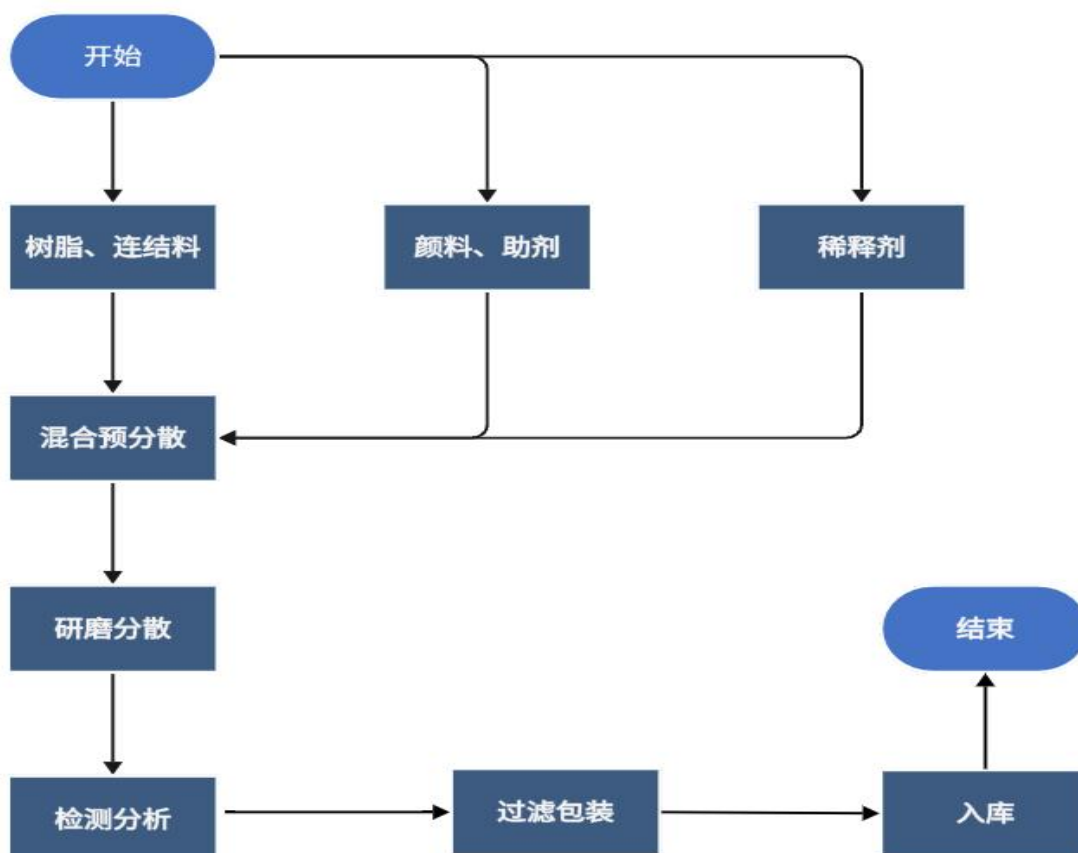 开始
树脂、连结料
颜料、助剂
稀释剂
混合预分散
研磨分散
结束
检测分析
过滤包装
入库